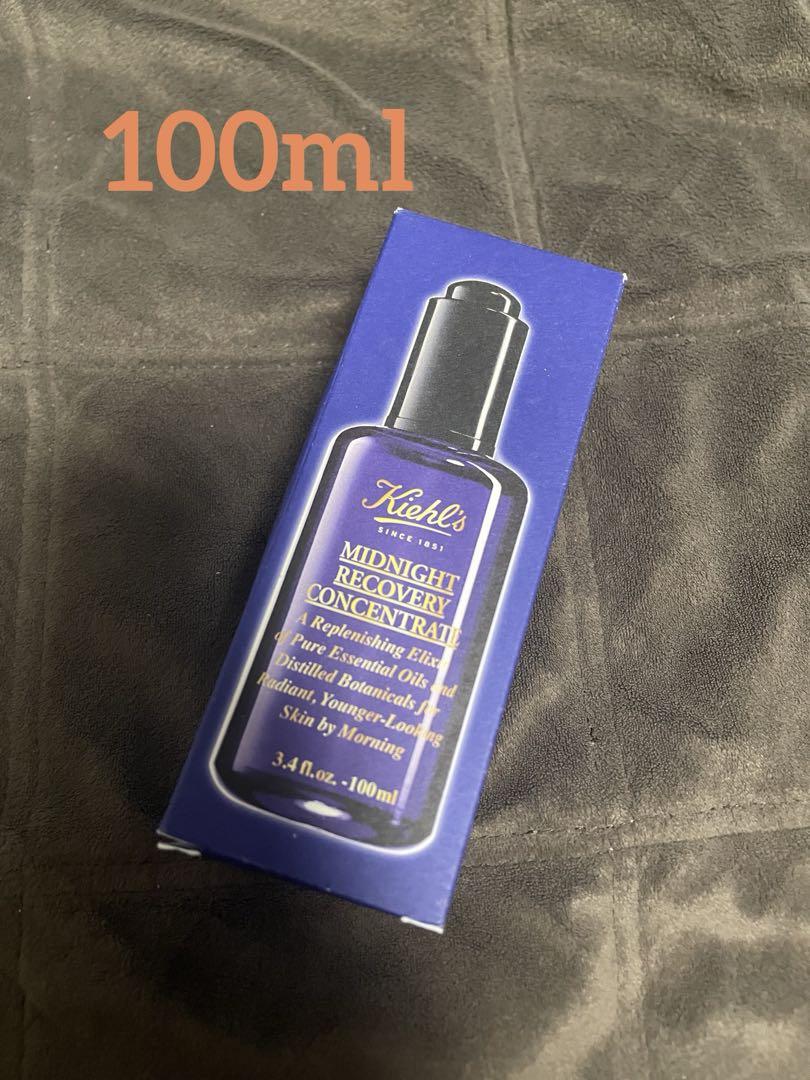 100ml
Kiehl's
SINCE 1851
MIDNIGHT
RECOVERY
CONCENTRATE
A Replenishing Elixir
of Pure Essential Oils and
Distilled Botanicals for
Radiant, Younger-Looking
Skin by Morning
3.4 fl.oz. -100ml